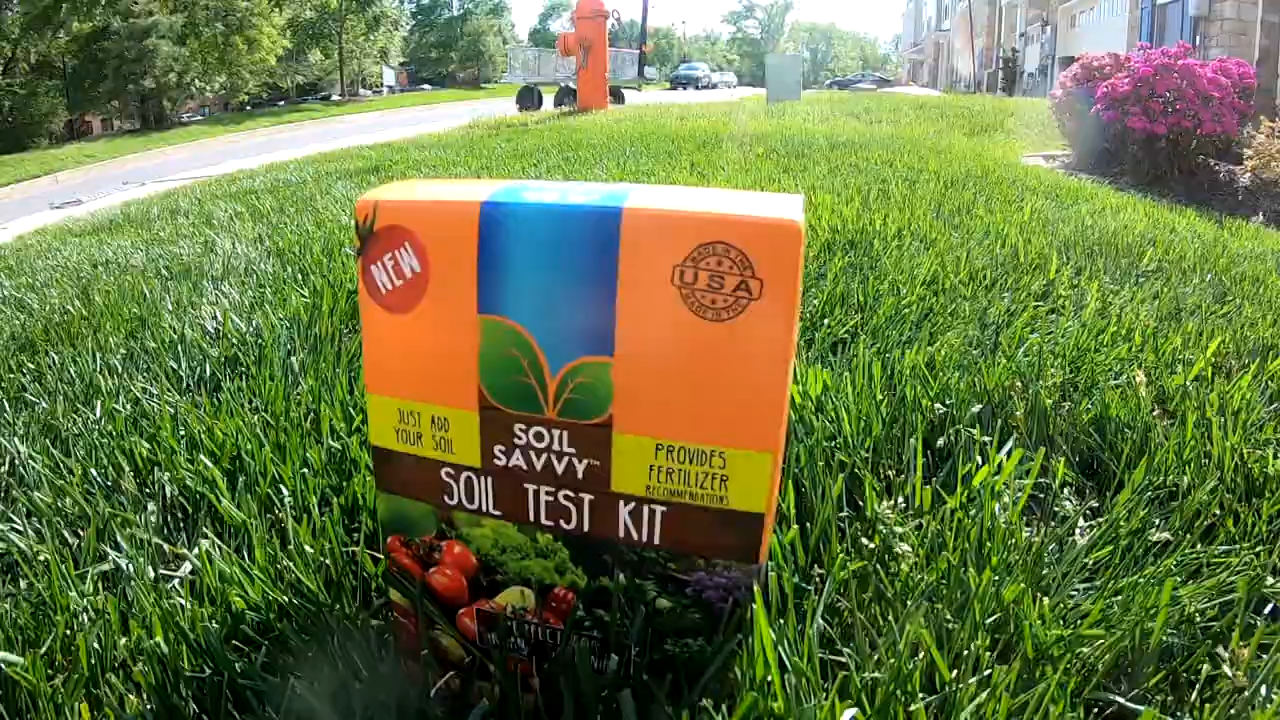 NEW
MADE IN THE
USA
MADE IN THE
JUST ADD
YOUR SOIL
SOIL
SAVVY™
PROVIDES
FERTILIZER
RECOMMENDATIONS
SOIL TEST KIT